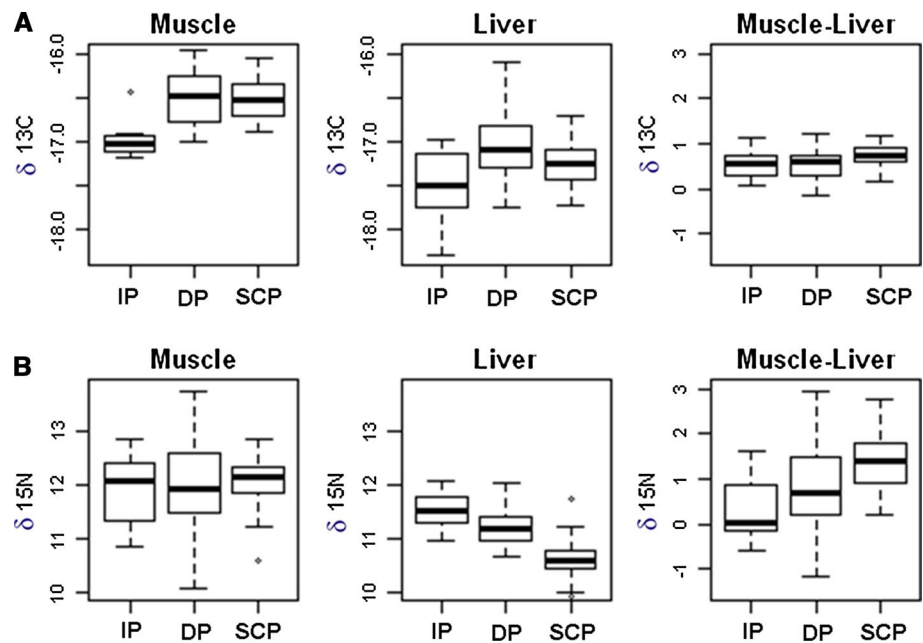 A
Muscle
Liver
Muscle-Liver
δ 13C
-16.0
-17.0
-18.0
IP DP SCP
δ 13C
-16.0
-17.0
-18.0
IP DP SCP
δ 13C
3
2
1
0
-1
IP DP SCP
B
Muscle
Liver
Muscle-Liver
δ 15N
13
12
11
10
IP DP SCP
δ 15N
13
12
11
10
IP DP SCP
δ 15N
3
2
1
0
-1
IP DP SCP